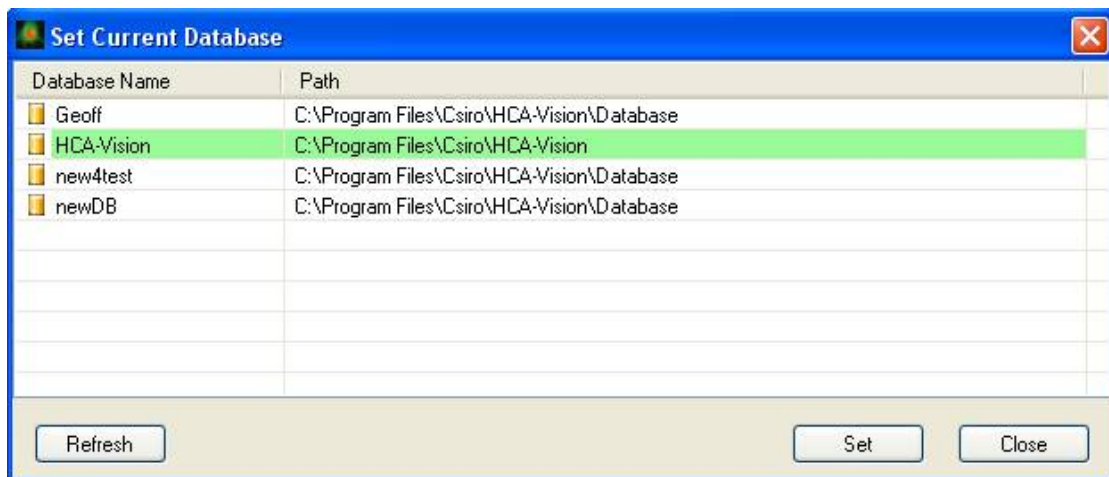 Set Current Database
Database Name Path
Geoff C:\Program Files\Csiro\HCA-Vision\Database
HCA-Vision C:\Program Files\Csiro\HCA-Vision
new4test C:\Program Files\Csiro\HCA-Vision\Database
newDB C:\Program Files\Csiro\HCA-Vision\Database
Refresh Set Close